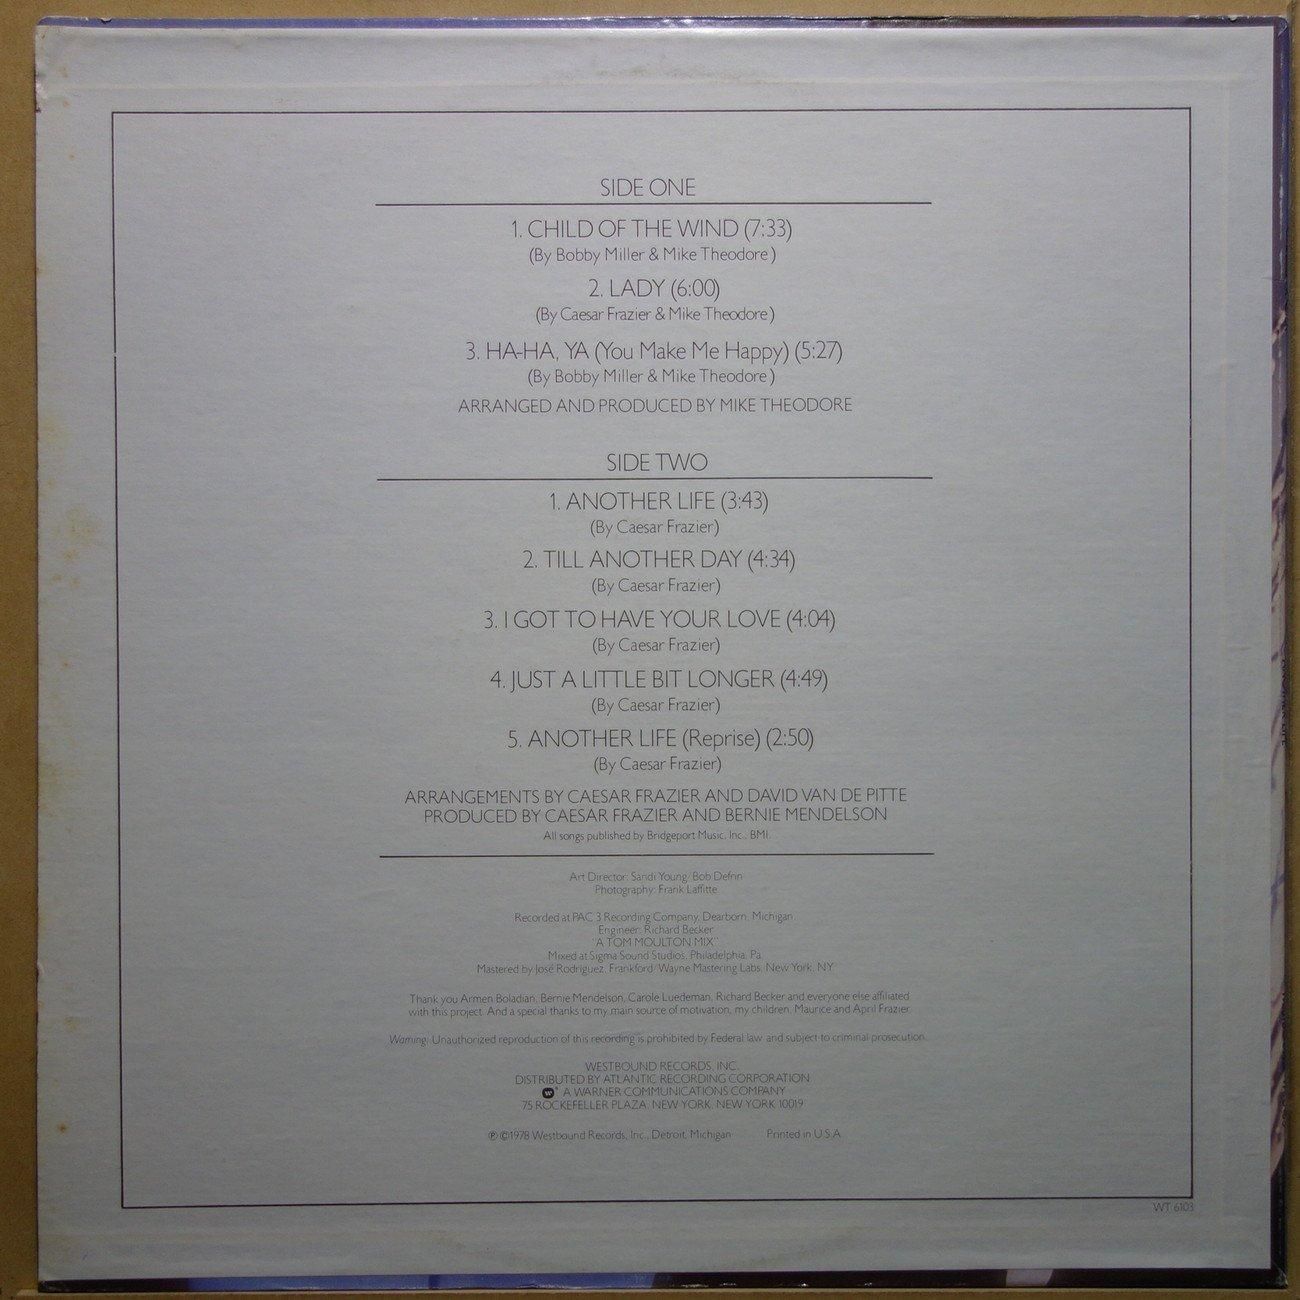 SIDE ONE
1. CHILD OF THE WIND (7:33)
(By Bobby Miller & Mike Theodore)
2. LADY (6:00)
(By Caesar Frazier & Mike Theodore)
3. HA-HA, YA (You Make Me Happy) (5:27)
(By Bobby Miller & Mike Theodore)
ARRANGED AND PRODUCED BY MIKE THEODORE
SIDE TWO
1. ANOTHER LIFE (3:43)
(By Caesar Frazier)
2. TILL ANOTHER DAY (4:34)
(By Caesar Frazier)
3. I GOT TO HAVE YOUR LOVE (4:04)
(By Caesar Frazier)
4. JUST A LITTLE BIT LONGER (4:49)
(By Caesar Frazier)
5. ANOTHER LIFE (Reprise) (2:50)
(By Caesar Frazier)
ARRANGEMENTS BY CAESAR FRAZIER AND DAVID VAN DE PITTE
PRODUCED BY CAESAR FRAZIER AND BERNIE MENDELSON
All songs published by Bridgeport Music, Inc., BMI.
Art Director: Sandi Young/Bob Defrin
Photography: Frank Laffitte
Recorded at PAC 3 Recording Company, Dearborn, Michigan.
Engineer: Richard Becker
"A TOM MOULTON MIX"
Mixed at Sigma Sound Studios, Philadelphia, Pa.
Mastered by José Rodriguez, Frankford/Wayne Mastering Labs, New York, NY
Thank you Armen Boladian, Bernie Mendelson, Carole Luedeman, Richard Becker and everyone else affiliated
with this project. And a special thanks to my main source of motivation, my children, Maurice and April Frazier.
Warning: Unauthorized reproduction of this recording is prohibited by Federal law and subject to criminal prosecution.
WESTBOUND RECORDS, INC.
DISTRIBUTED BY ATLANTIC RECORDING CORPORATION
A WARNER COMMUNICATIONS COMPANY
75 ROCKEFELLER PLAZA, NEW YORK, NEW YORK 10019
℗ ©1978 Westbound Records, Inc., Detroit, Michigan Printed in U.S.A.
WT 6103